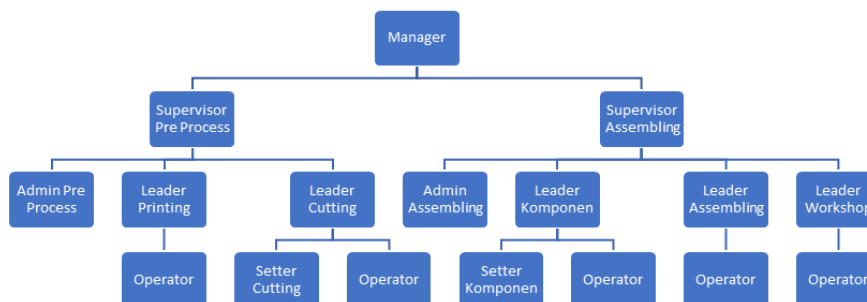 Manager
Supervisor
Pre Process
Supervisor
Assembling
Admin Pre
Process
Leader
Printing
Leader
Cutting
Admin
Assembling
Leader
Komponen
Leader
Assembling
Leader
Workshop
Operator
Setter
Cutting
Operator
Setter
Komponen
Operator
Operator
Operator